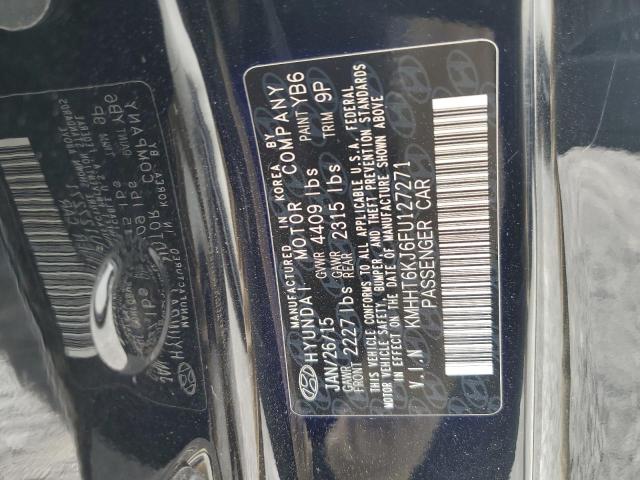 MANUFACTURED IN KOREA BY
HYUNDAI MOTOR COMPANY
JAN/26/15 GVWR 4409 lbs PAINT YB6
GAWR FRONT 2227 lbs GAWR REAR 2315 lbs TRIM 9P
THIS VEHICLE CONFORMS TO ALL APPLICABLE U.S.A. FEDERAL
MOTOR VEHICLE SAFETY, BUMPER, AND THEFT PREVENTION STANDARDS
IN EFFECT ON THE DATE OF MANUFACTURE SHOWN ABOVE
V.I.N KMHHT6KJ6FU127271
PASSENGER CAR